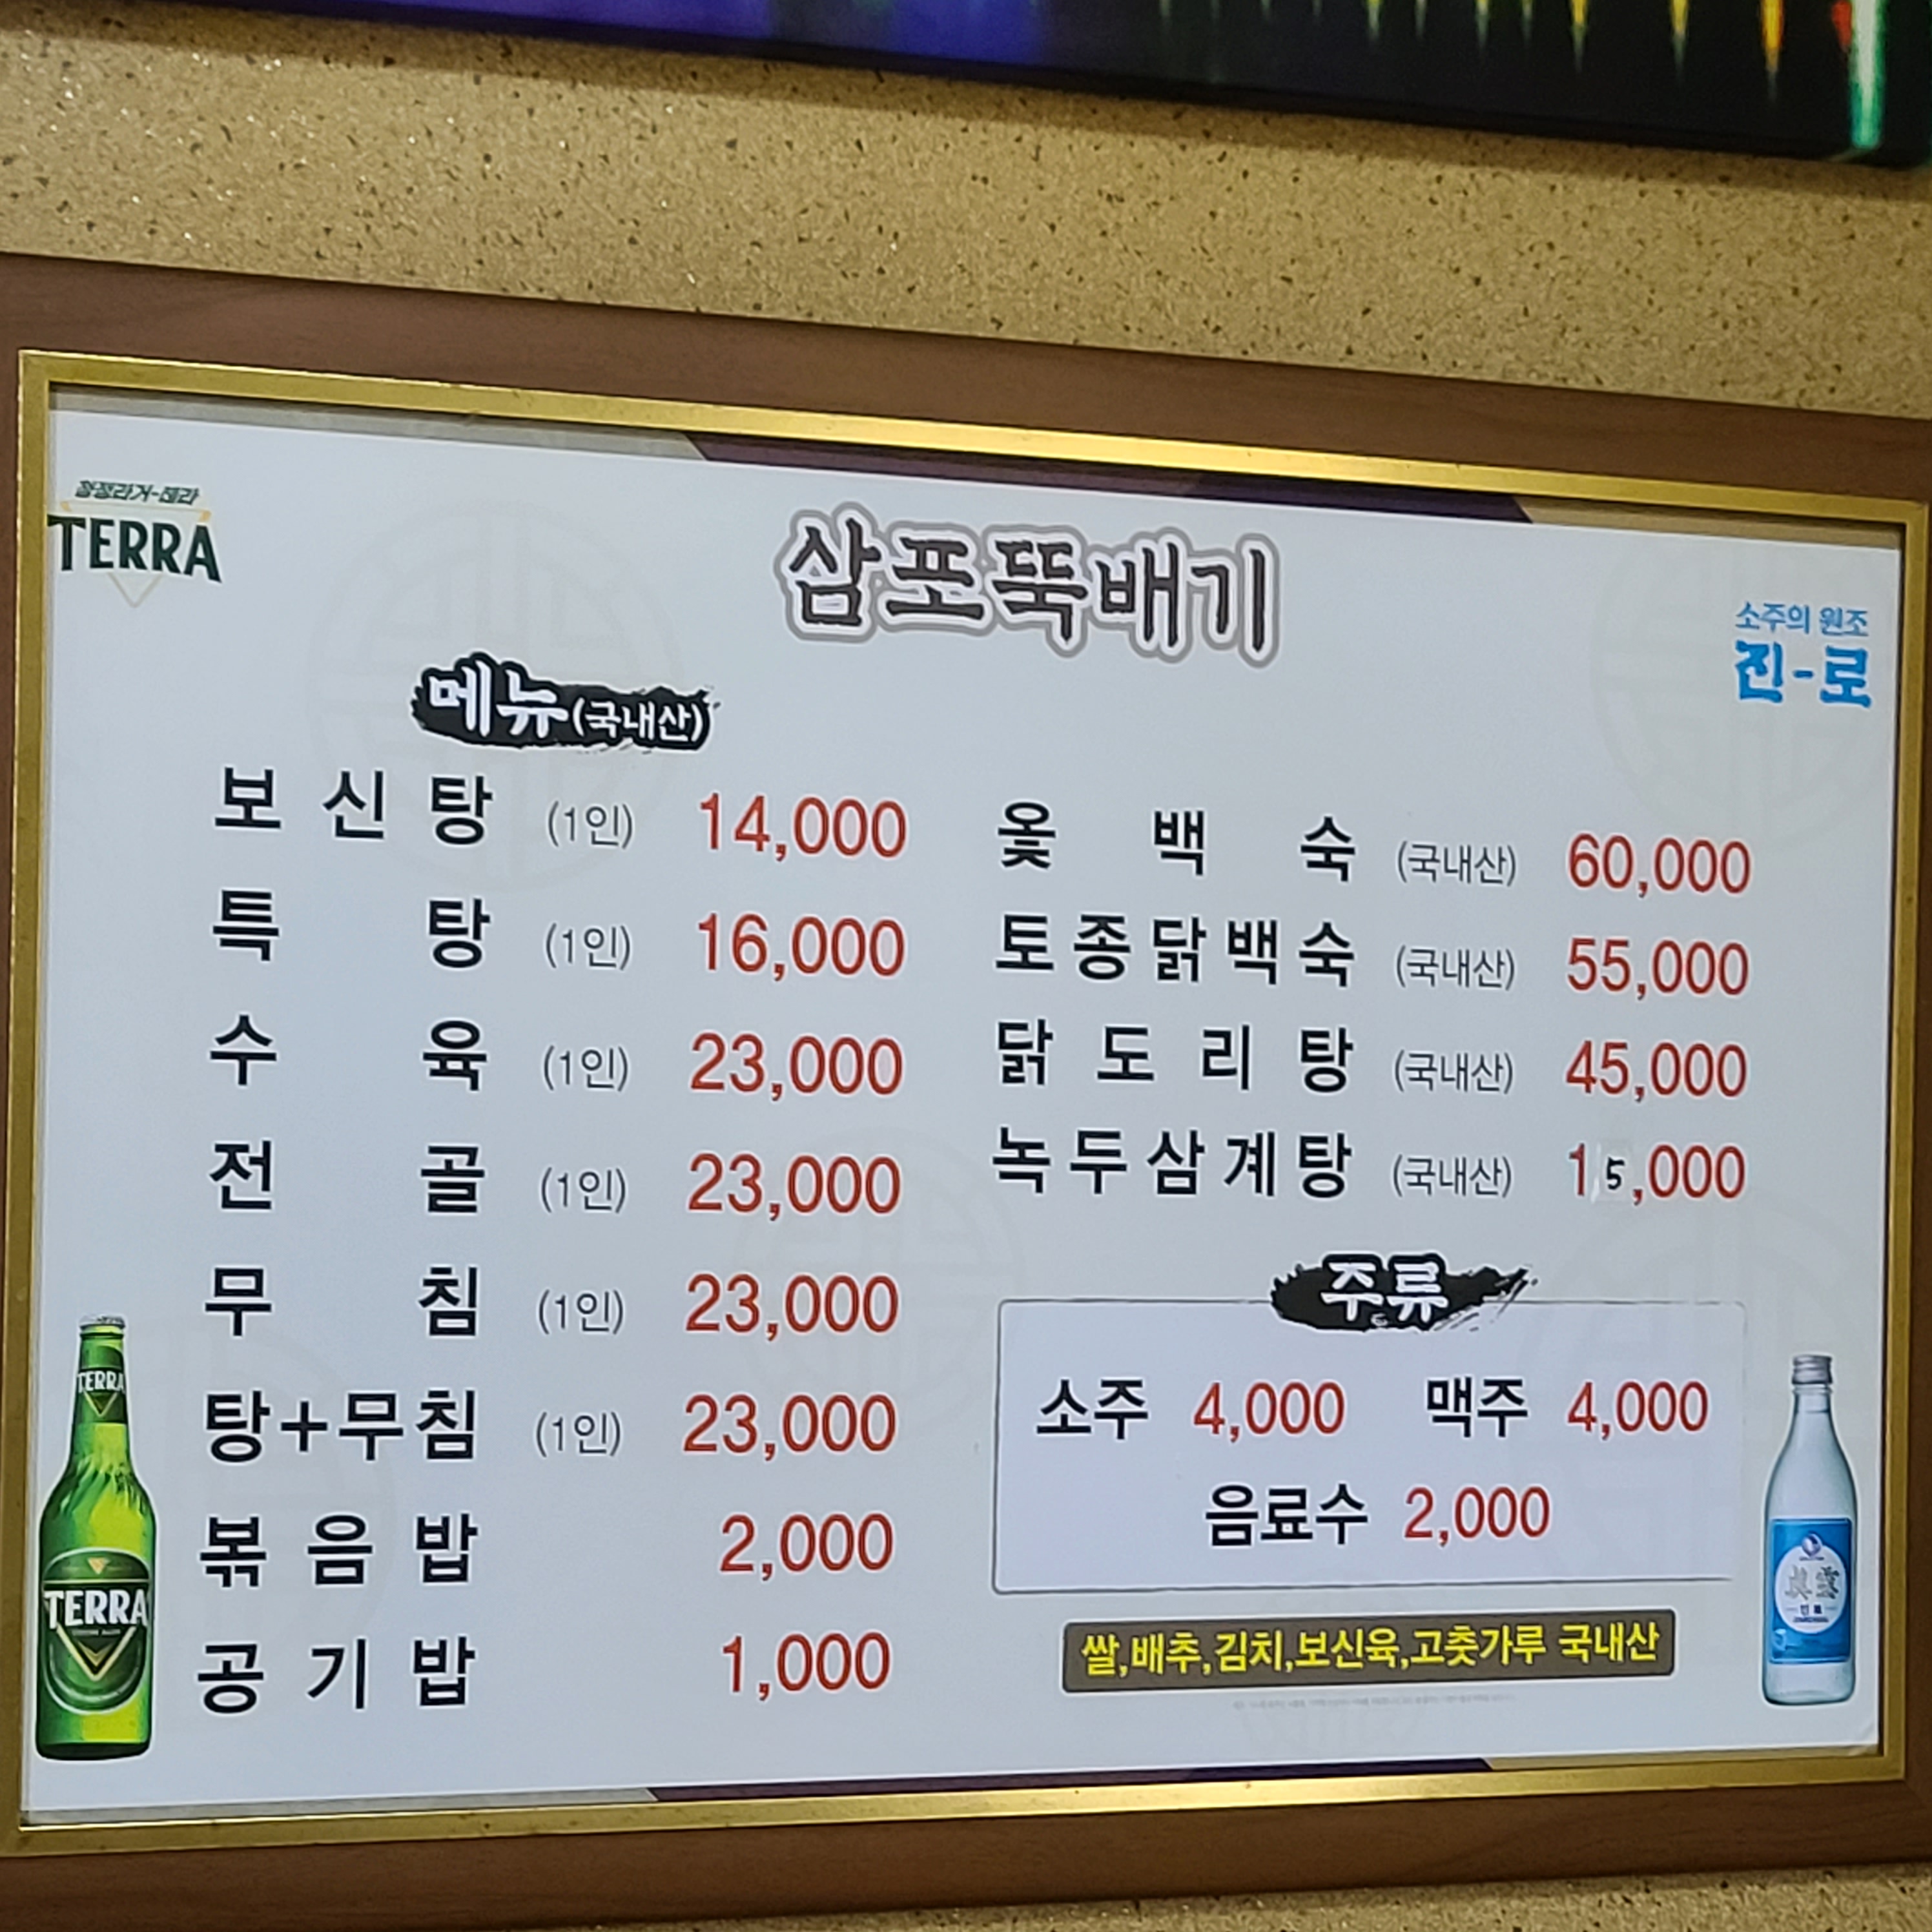 청정라거-테라
TERRA
삼포뚝배기
소주의 원조
진-로
메뉴(국내산)
보신탕 (1인) 14,000
특탕 (1인) 16,000
수육 (1인) 23,000
전골 (1인) 23,000
무침 (1인) 23,000
탕+무침 (1인) 23,000
볶음밥 2,000
공기밥 1,000
옻백숙 (국내산) 60,000
토종닭백숙 (국내산) 55,000
닭도리탕 (국내산) 45,000
녹두삼계탕 (국내산) 15,000
주류
소주 4,000 맥주 4,000
음료수 2,000
쌀,배추,김치,보신육,고춧가루 국내산
TERRA
TERRA